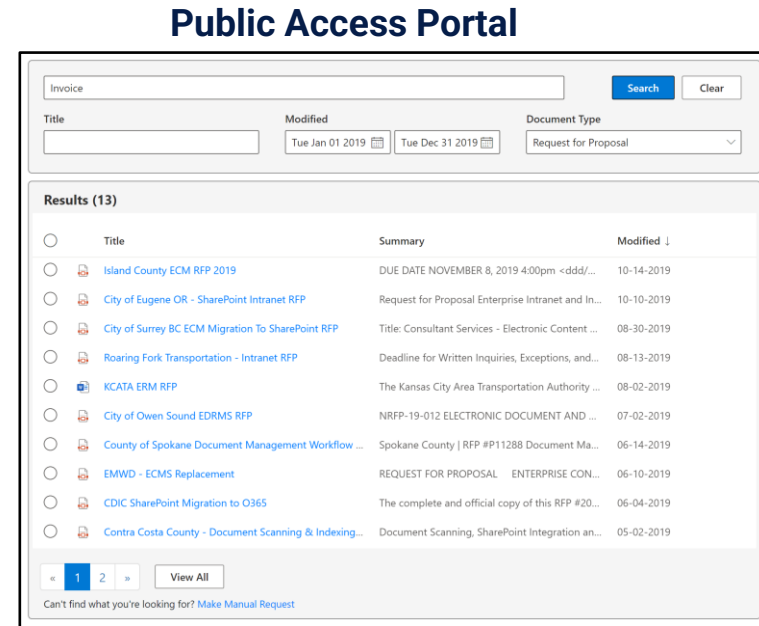 Public Access Portal
Invoice
Search Clear
Title Modified Document Type
Tue Jan 01 2019 Tue Dec 31 2019 Request for Proposal
Results (13)
Title Summary Modified ↓
Island County ECM RFP 2019 DUE DATE NOVEMBER 8, 2019 4:00pm <ddd/... 10-14-2019
City of Eugene OR - SharePoint Intranet RFP Request for Proposal Enterprise Intranet and In... 10-10-2019
City of Surrey BC ECM Migration To SharePoint RFP Title: Consultant Services - Electronic Content ... 08-30-2019
Roaring Fork Transportation - Intranet RFP Deadline for Written Inquiries, Exceptions, and... 08-13-2019
KCATA ERM RFP The Kansas City Area Transportation Authority ... 08-02-2019
City of Owen Sound EDRMS RFP NRFP-19-012 ELECTRONIC DOCUMENT AND ... 07-02-2019
County of Spokane Document Management Workflow ... Spokane County | RFP #P11288 Document Ma... 06-14-2019
EMWD - ECMS Replacement REQUEST FOR PROPOSAL ENTERPRISE CON... 06-10-2019
CDIC SharePoint Migration to O365 The complete and official copy of this RFP #20... 06-04-2019
Contra Costa County - Document Scanning & Indexing... Document Scanning, SharePoint Integration an... 05-02-2019
« 1 2 » View All
Can't find what you're looking for? Make Manual Request